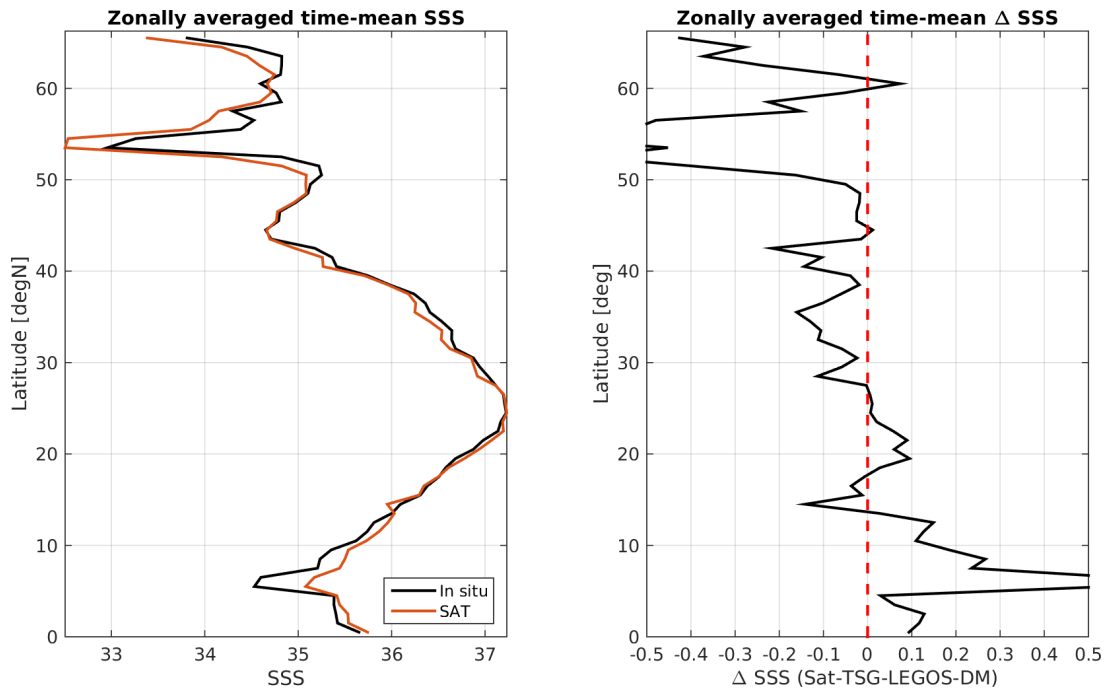 Zonally averaged time-mean SSS
Latitude [degN]
60
50
40
30
20
10
0
33
34
35
36
37
SSS
In situ
SAT
Zonally averaged time-mean Δ SSS
Latitude [deg]
60
50
40
30
20
10
0
-0.5 -0.4 -0.3 -0.2 -0.1 0 0.1 0.2 0.3 0.4 0.5
Δ SSS (Sat-TSG-LEGOS-DM)